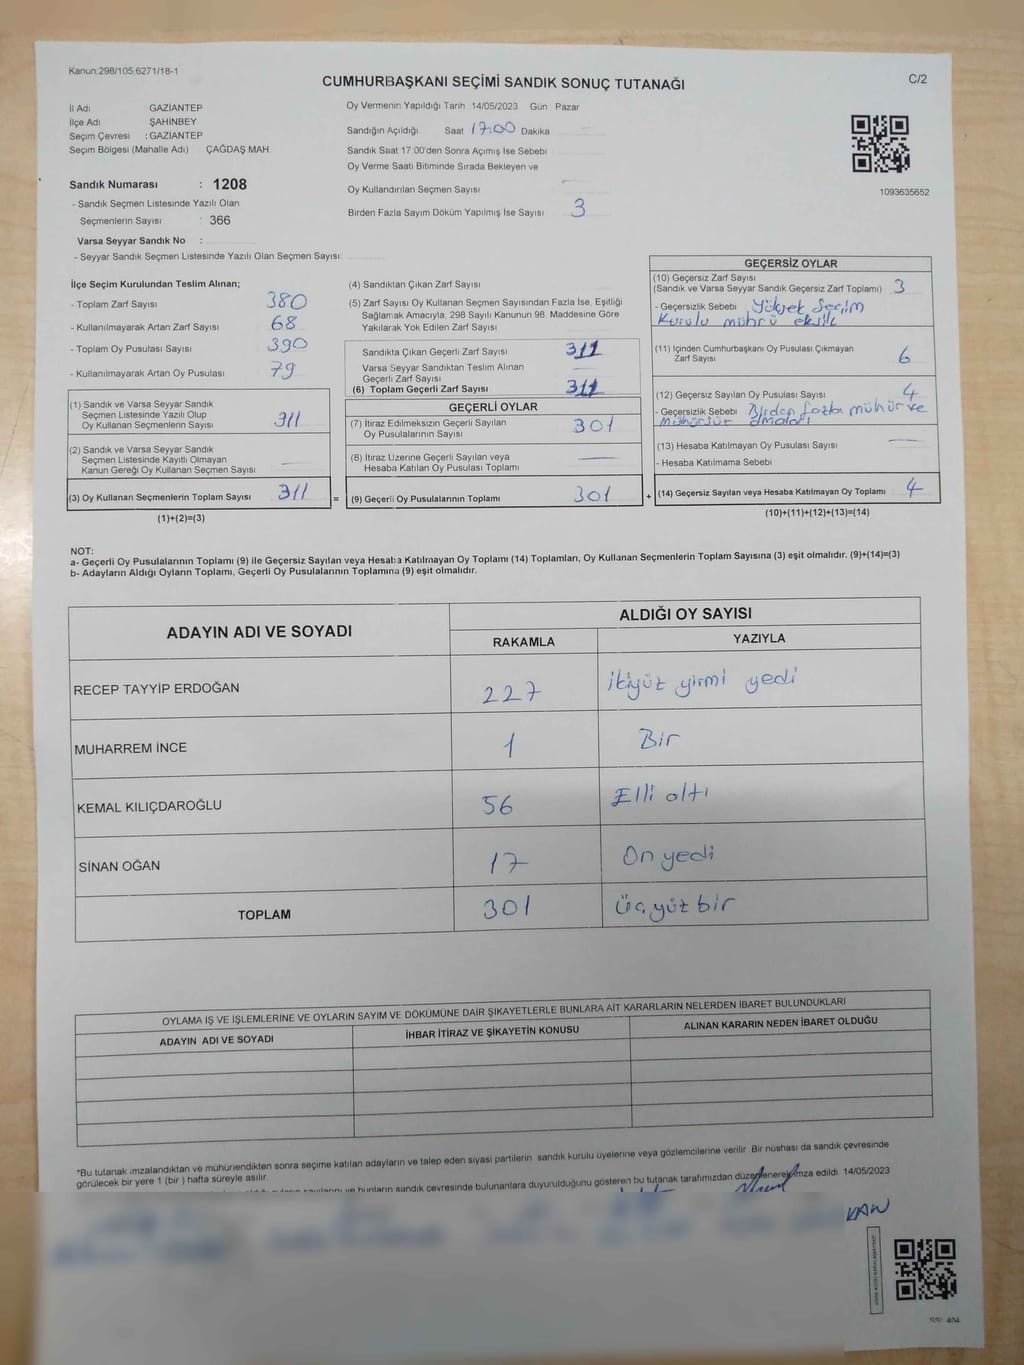 Kanun:298/105,6271/18-1
CUMHURBAŞKANI SEÇİMİ SANDIK SONUÇ TUTANAĞI
C/2
İl Adı GAZIANTEP
İlçe Adı ŞAHİNBEY
Seçim Çevresi : GAZIANTEP
Seçim Bölgesi (Mahalle Adı) ÇAĞDAŞ MAH.
Oy Vermenin Yapıldığı Tarih 14/05/2023 Gün Pazar
Sandığın Açıldığı Saat 17:00 Dakika
Sandık Saat 17:00'den Sonra Açımış İse Sebebi
Oy Verme Saati Bitiminde Sırada Bekleyen ve
Oy Kullandırılan Seçmen Sayısı
Birden Fazla Sayım Döküm Yapılmış İse Sayısı 3
1093635652
Sandık Numarası : 1208
- Sandık Seçmen Listesinde Yazılı Olan
Seçmenlerin Sayısı : 366
Varsa Seyyar Sandık No :
- Seyyar Sandık Seçmen Listesinde Yazılı Olan Seçmen Sayısı:
İlçe Seçim Kurulundan Teslim Alınan;
- Toplam Zarf Sayısı 380
- Kullanılmayarak Artan Zarf Sayısı 68
- Toplam Oy Pusulası Sayısı 390
- Kullanılmayarak Artan Oy Pusulası 79
(1) Sandık ve Varsa Seyyar Sandık
Seçmen Listesinde Yazılı Olup
Oy Kullanan Seçmenlerin Sayısı 311
(2) Sandık ve Varsa Seyyar Sandık
Seçmen Listesinde Kayıtlı Olmayan
Kanun Gereği Oy Kullanan Seçmen Sayısı
(3) Oy Kullanan Seçmenlerin Toplam Sayısı 311
(1)+(2)=(3)
(4) Sandıktan Çıkan Zarf Sayısı
(5) Zarf Sayısı Oy Kullanan Seçmen Sayısından Fazla İse, Eşitliği
Sağlamak Amacıyla, 298 Sayılı Kanunun 98. Maddesine Göre
Yakılarak Yok Edilen Zarf Sayısı
Sandıkta Çıkan Geçerli Zarf Sayısı 311
Varsa Seyyar Sandıktan Teslim Alınan
Geçerli Zarf Sayısı
(6) Toplam Geçerli Zarf Sayısı 311
GEÇERLİ OYLAR
(7) İtiraz Edilmeksizin Geçerli Sayılan
Oy Pusulalarının Sayısı 301
(8) İtiraz Üzerine Geçerli Sayılan veya
Hesaba Katılan Oy Pusulası Toplamı
= (9) Geçerli Oy Pusulalarının Toplamı 301 +
GEÇERSİZ OYLAR
(10) Geçersiz Zarf Sayısı
(Sandık ve Varsa Seyyar Sandık Geçersiz Zarf Toplamı) 3
- Geçersizlik Sebebi Yüksek Seçim
Kurulu mührü eksik
(11) İçinden Cumhurbaşkanı Oy Pusulası Çıkmayan
Zarf Sayısı 6
(12) Geçersiz Sayılan Oy Pusulası Sayısı 4
- Geçersizlik Sebebi Birden fazla mühür ve
mühürsüz olmaları
(13) Hesaba Katılmayan Oy Pusulası Sayısı
- Hesaba Katılmama Sebebi
(14) Geçersiz Sayılan veya Hesaba Katılmayan Oy Toplamı 4
(10)+(11)+(12)+(13)=(14)
NOT:
a- Geçerli Oy Pusulalarının Toplamı (9) ile Geçersiz Sayılan veya Hesaba Katılmayan Oy Toplamı (14) Toplamları, Oy Kullanan Seçmenlerin Toplam Sayısına (3) eşit olmalıdır. (9)+(14)=(3)
b- Adayların Aldığı Oyların Toplamı, Geçerli Oy Pusulalarının Toplamına (9) eşit olmalıdır.
ADAYIN ADI VE SOYADI
ALDIĞI OY SAYISI
RAKAMLA YAZIYLA
RECEP TAYYİP ERDOĞAN 227 ikiyüz yirmi yedi
MUHARREM İNCE 1 Bir
KEMAL KILIÇDAROĞLU 56 Elli altı
SİNAN OĞAN 17 On yedi
TOPLAM 301 Üç yüz bir
OYLAMA İŞ VE İŞLEMLERİNE VE OYLARIN SAYIM VE DÖKÜMÜNE DAİR ŞİKAYETLERLE BUNLARA AİT KARARLARIN NELERDEN İBARET BULUNDUKLARI
ADAYIN ADI VE SOYADI İHBAR İTİRAZ VE ŞİKAYETİN KONUSU ALINAN KARARIN NEDEN İBARET OLDUĞU
*Bu tutanak imzalandıktan ve mühürlendikten sonra seçime katılan adayların ve talep eden siyasi partilerin sandık kurulu üyelerine veya gözlemcilerine verilir. Bir nüshası da sandık çevresinde
görülecek bir yere 1 (bir) hafta süreyle asılır.
ve bunların sandık çevresinde bulunanlara duyurulduğunu gösteren bu tutanak tarafımızdan düzenlenerek imza edildi. 14/05/2023